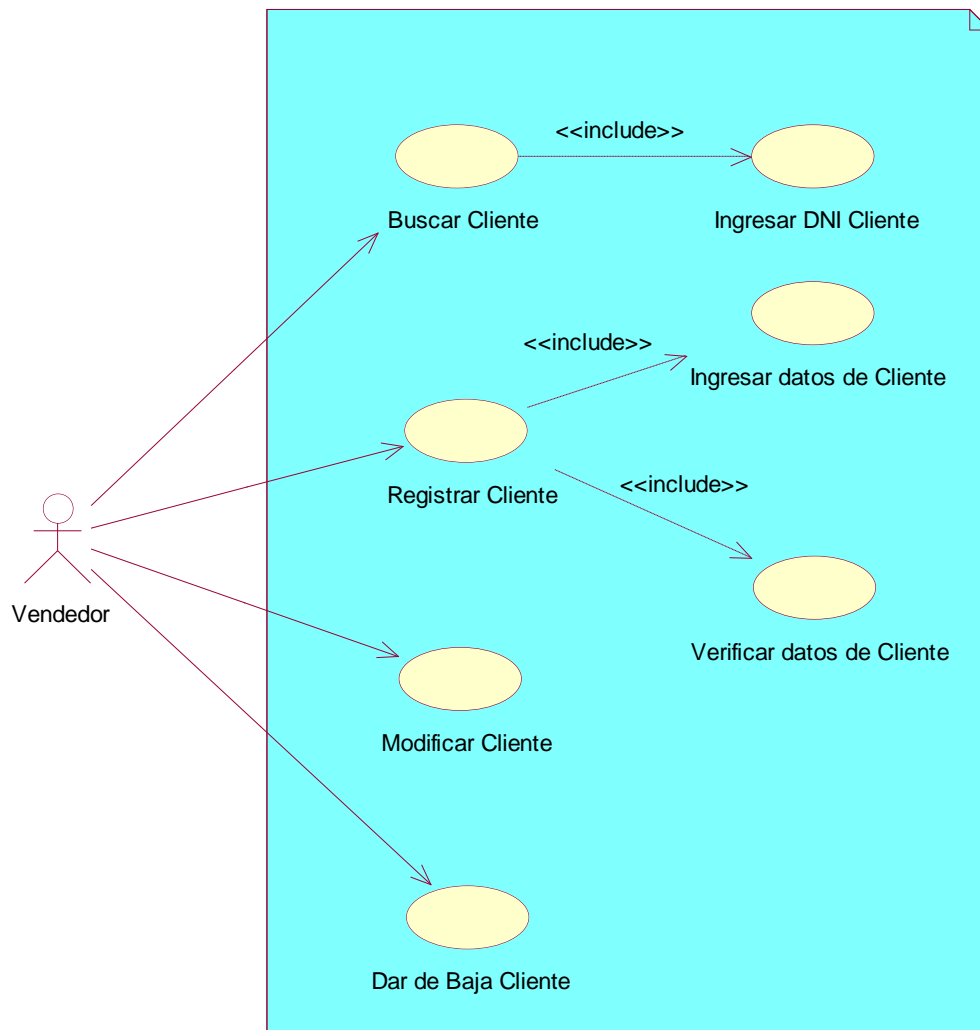 <<include>>
Buscar Cliente
Ingresar DNI Cliente
<<include>>
Ingresar datos de Cliente
Registrar Cliente
<<include>>
Vendedor
Verificar datos de Cliente
Modificar Cliente
Dar de Baja Cliente